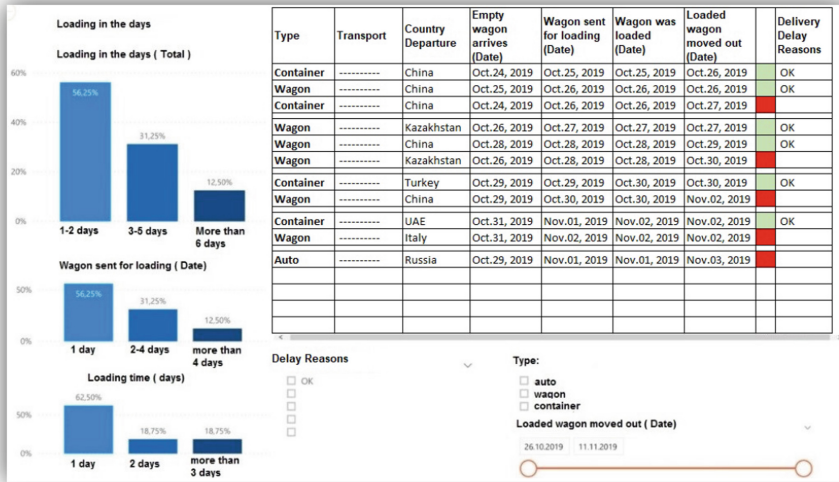 Loading in the days
Loading in the days ( Total )
60%
40%
20%
0%
56,25%
31,25%
12,50%
1-2 days
3-5 days
More than
6 days
Wagon sent for loading ( Date)
50%
0%
56,25%
31,25%
12,50%
1 day
2-4 days
more than
4 days
Loading time ( days)
50%
0%
62,50%
18,75%
18,75%
1 day
2 days
more than
3 days
Type Transport Country Departure Empty wagon arrives (Date) Wagon sent for loading (Date) Wagon was loaded (Date) Loaded wagon moved out (Date) Delivery Delay Reasons
Container ---------- China Oct.24, 2019 Oct.25, 2019 Oct.25, 2019 Oct.26, 2019 OK
Wagon ---------- China Oct.25, 2019 Oct.26, 2019 Oct.26, 2019 Oct.26, 2019 OK
Container ---------- China Oct.24, 2019 Oct.26, 2019 Oct.26, 2019 Oct.27, 2019
Wagon ---------- Kazakhstan Oct.26, 2019 Oct.27, 2019 Oct.27, 2019 Oct.27, 2019 OK
Wagon ---------- China Oct.28, 2019 Oct.28, 2019 Oct.28, 2019 Oct.29, 2019 OK
Wagon ---------- Kazakhstan Oct.26, 2019 Oct.28, 2019 Oct.28, 2019 Oct.30, 2019
Container ---------- Turkey Oct.29, 2019 Oct.29, 2019 Oct.30, 2019 Oct.30, 2019 OK
Wagon ---------- China Oct.29, 2019 Oct.30, 2019 Oct.30, 2019 Nov.02, 2019
Container ---------- UAE Oct.31, 2019 Nov.01, 2019 Nov.02, 2019 Nov.02, 2019 OK
Wagon ---------- Italy Oct.31, 2019 Nov.02, 2019 Nov.02, 2019 Nov.02, 2019
Auto ---------- Russia Oct.29, 2019 Nov.01, 2019 Nov.01, 2019 Nov.03, 2019
Delay Reasons
OK
Type:
auto
wagon
container
Loaded wagon moved out ( Date)
26.10.2019 11.11.2019